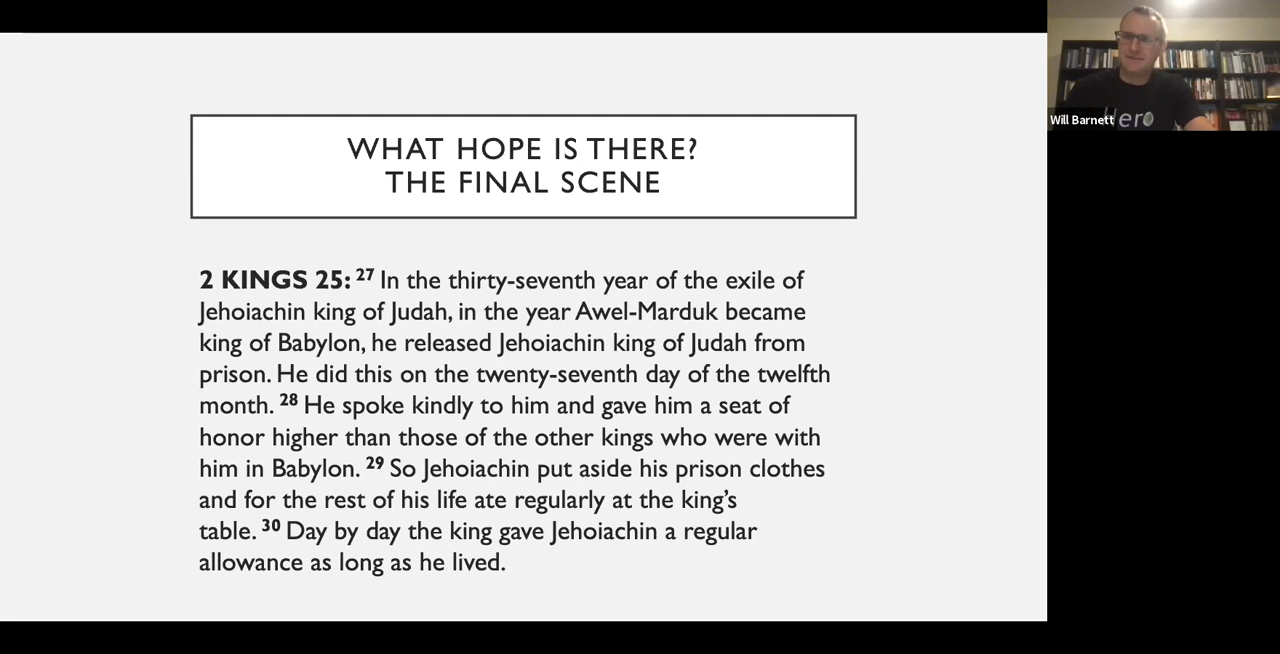 WHAT HOPE IS THERE?
THE FINAL SCENE
2 KINGS 25: 27 In the thirty-seventh year of the exile of
Jehoiachin king of Judah, in the year Awel-Marduk became
king of Babylon, he released Jehoiachin king of Judah from
prison. He did this on the twenty-seventh day of the twelfth
month. 28 He spoke kindly to him and gave him a seat of
honor higher than those of the other kings who were with
him in Babylon. 29 So Jehoiachin put aside his prison clothes
and for the rest of his life ate regularly at the king's
table. 30 Day by day the king gave Jehoiachin a regular
allowance as long as he lived.
Hero
Will Barnett